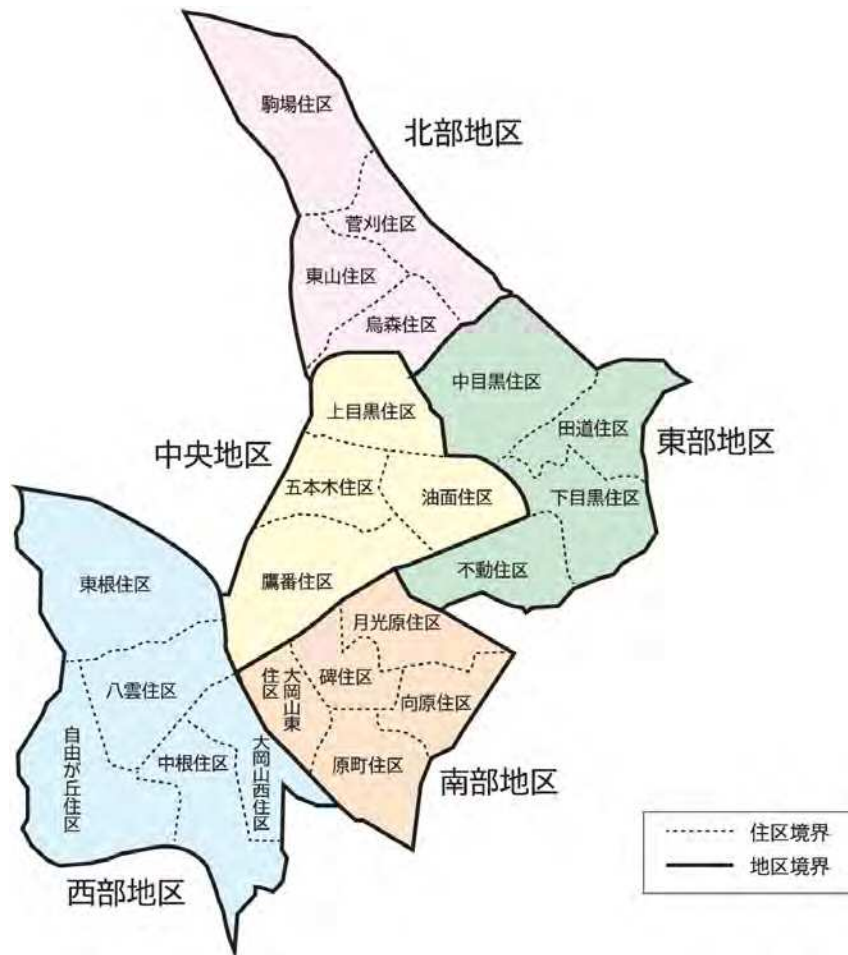 駒場住区
北部地区
菅刈住区
東山住区
烏森住区
中目黒住区
上目黒住区
田道住区
東部地区
中央地区
五本木住区
油面住区
下目黒住区
不動住区
鷹番住区
東根住区
月光原住区
大岡山東
住区
碑住区
向原住区
八雲住区
自由が丘住区
中根住区
大岡山西住区
原町住区
南部地区
西部地区
住区境界
地区境界